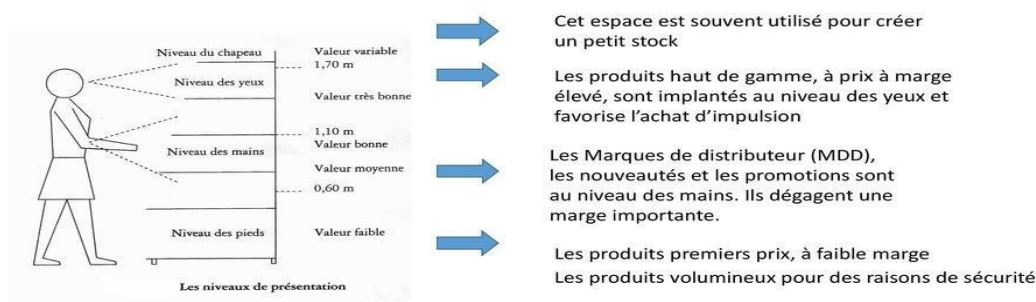 Niveau du chapeau
Valeur variable
1,70 m
Niveau des yeux
Valeur très bonne
1,10 m
Valeur bonne
Niveau des mains
Valeur moyenne
0,60 m
Niveau des pieds
Valeur faible
Les niveaux de présentation
Cet espace est souvent utilisé pour créer
un petit stock
Les produits haut de gamme, à prix à marge
élevé, sont implantés au niveau des yeux et
favorise l’achat d’impulsion
Les Marques de distributeur (MDD),
les nouveautés et les promotions sont
au niveau des mains. Ils dégagent une
marge importante.
Les produits premiers prix, à faible marge
Les produits volumineux pour des raisons de sécurité